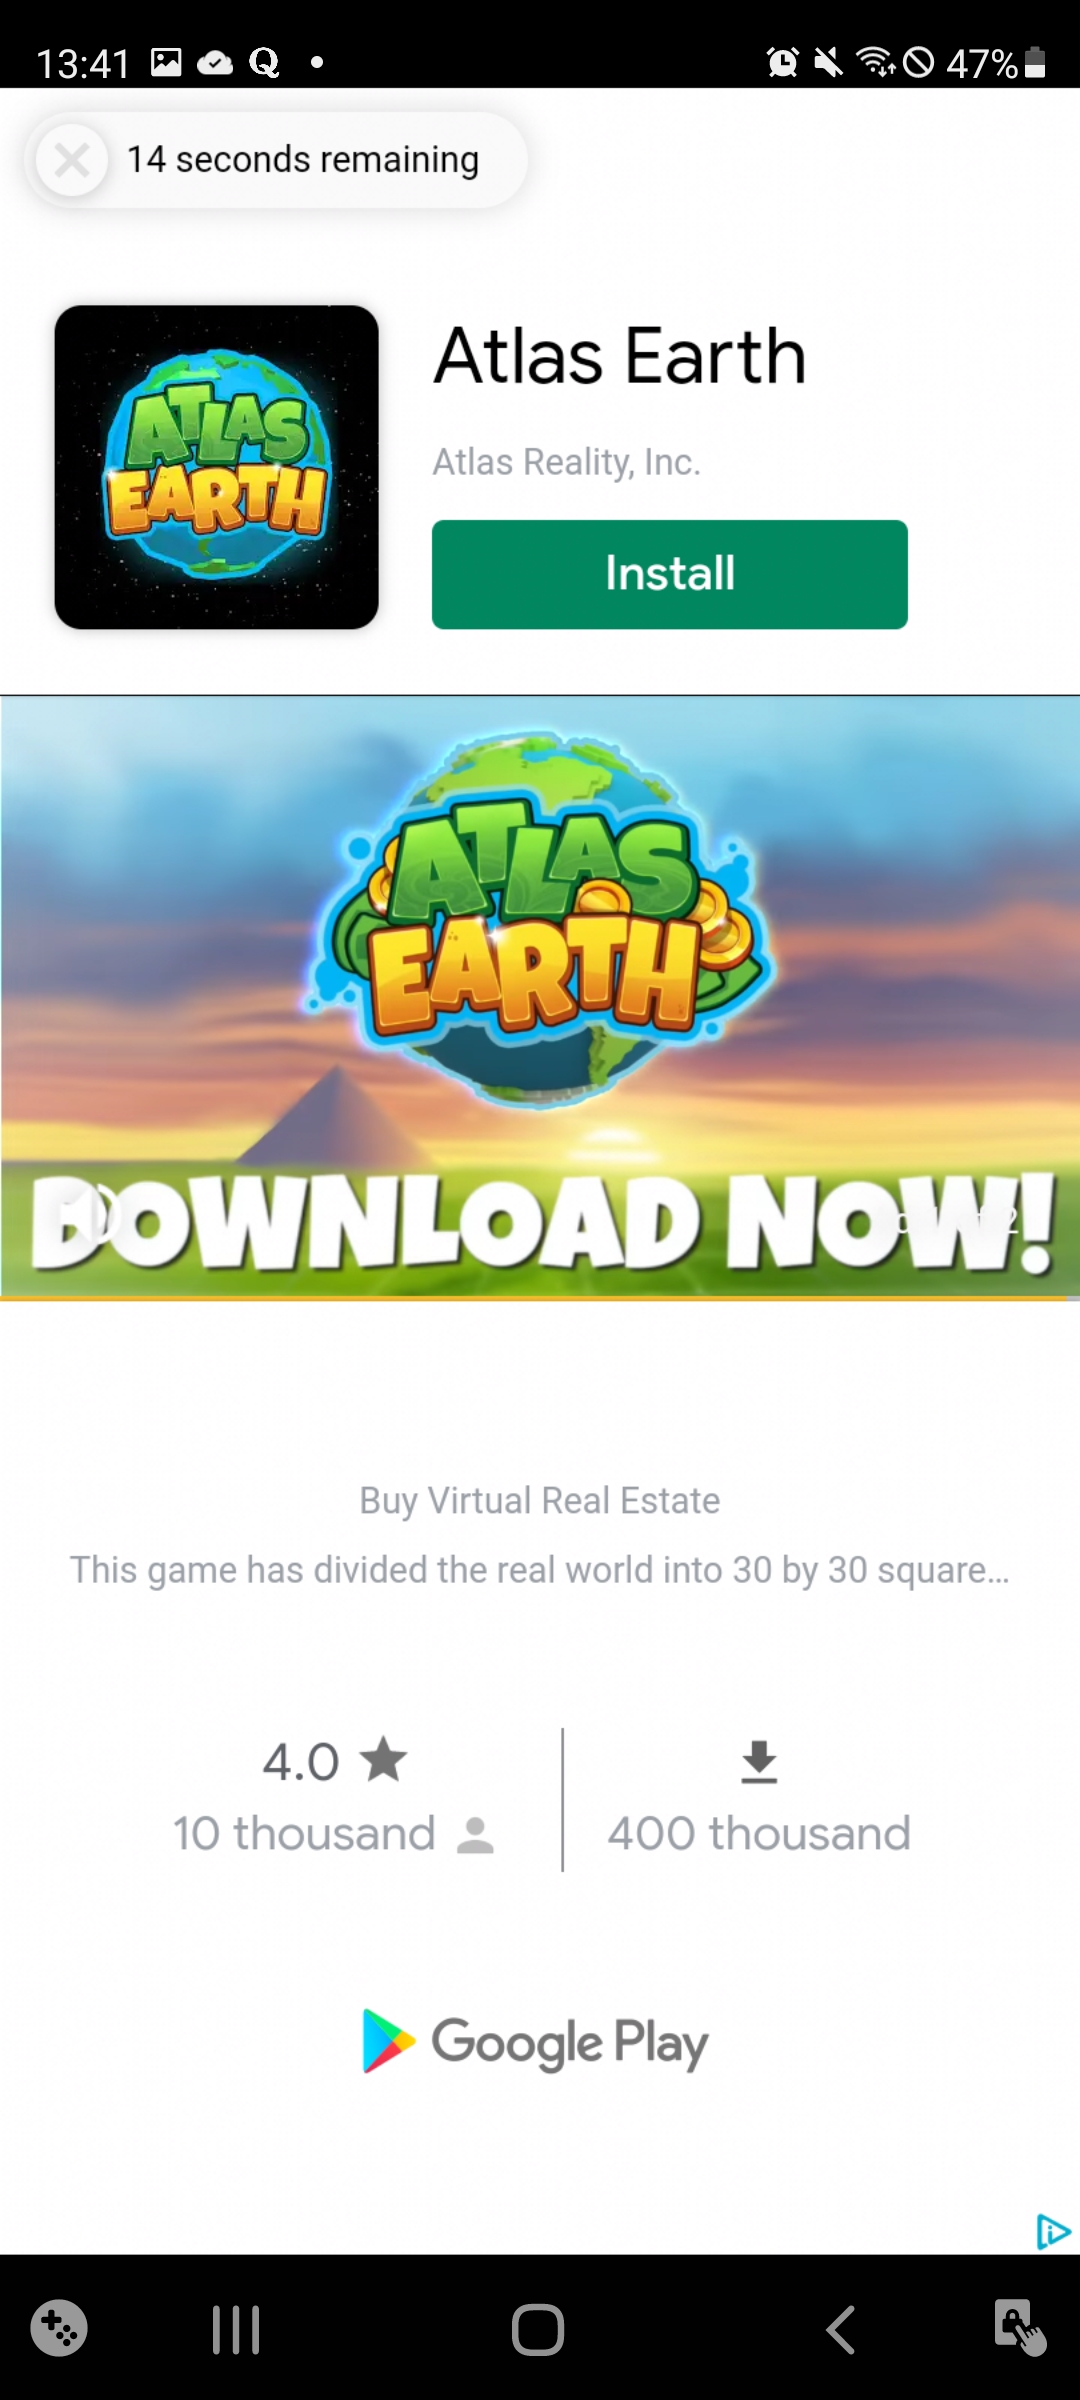 13:41 Q 47%
14 seconds remaining
ATLAS
EARTH
Atlas Earth
Atlas Reality, Inc.
Install
ATLAS
EARTH
DOWNLOAD NOW!
Buy Virtual Real Estate
This game has divided the real world into 30 by 30 square...
4.0
10 thousand
400 thousand
Google Play